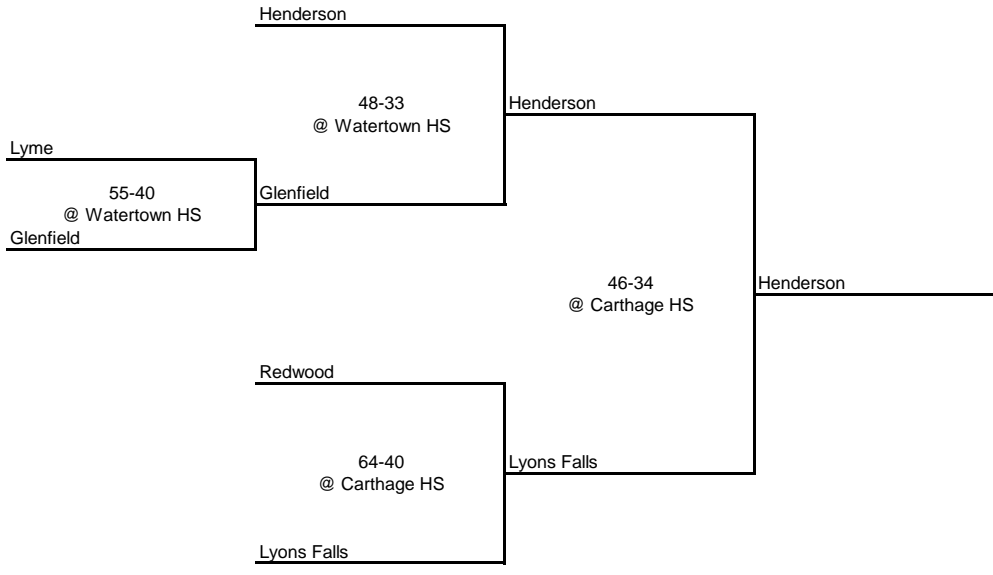 Henderson
48-33
@ Watertown HS
Henderson
Lyme
55-40
@ Watertown HS
Glenfield
Glenfield
46-34
@ Carthage HS
Henderson
Redwood
64-40
@ Carthage HS
Lyons Falls
Lyons Falls